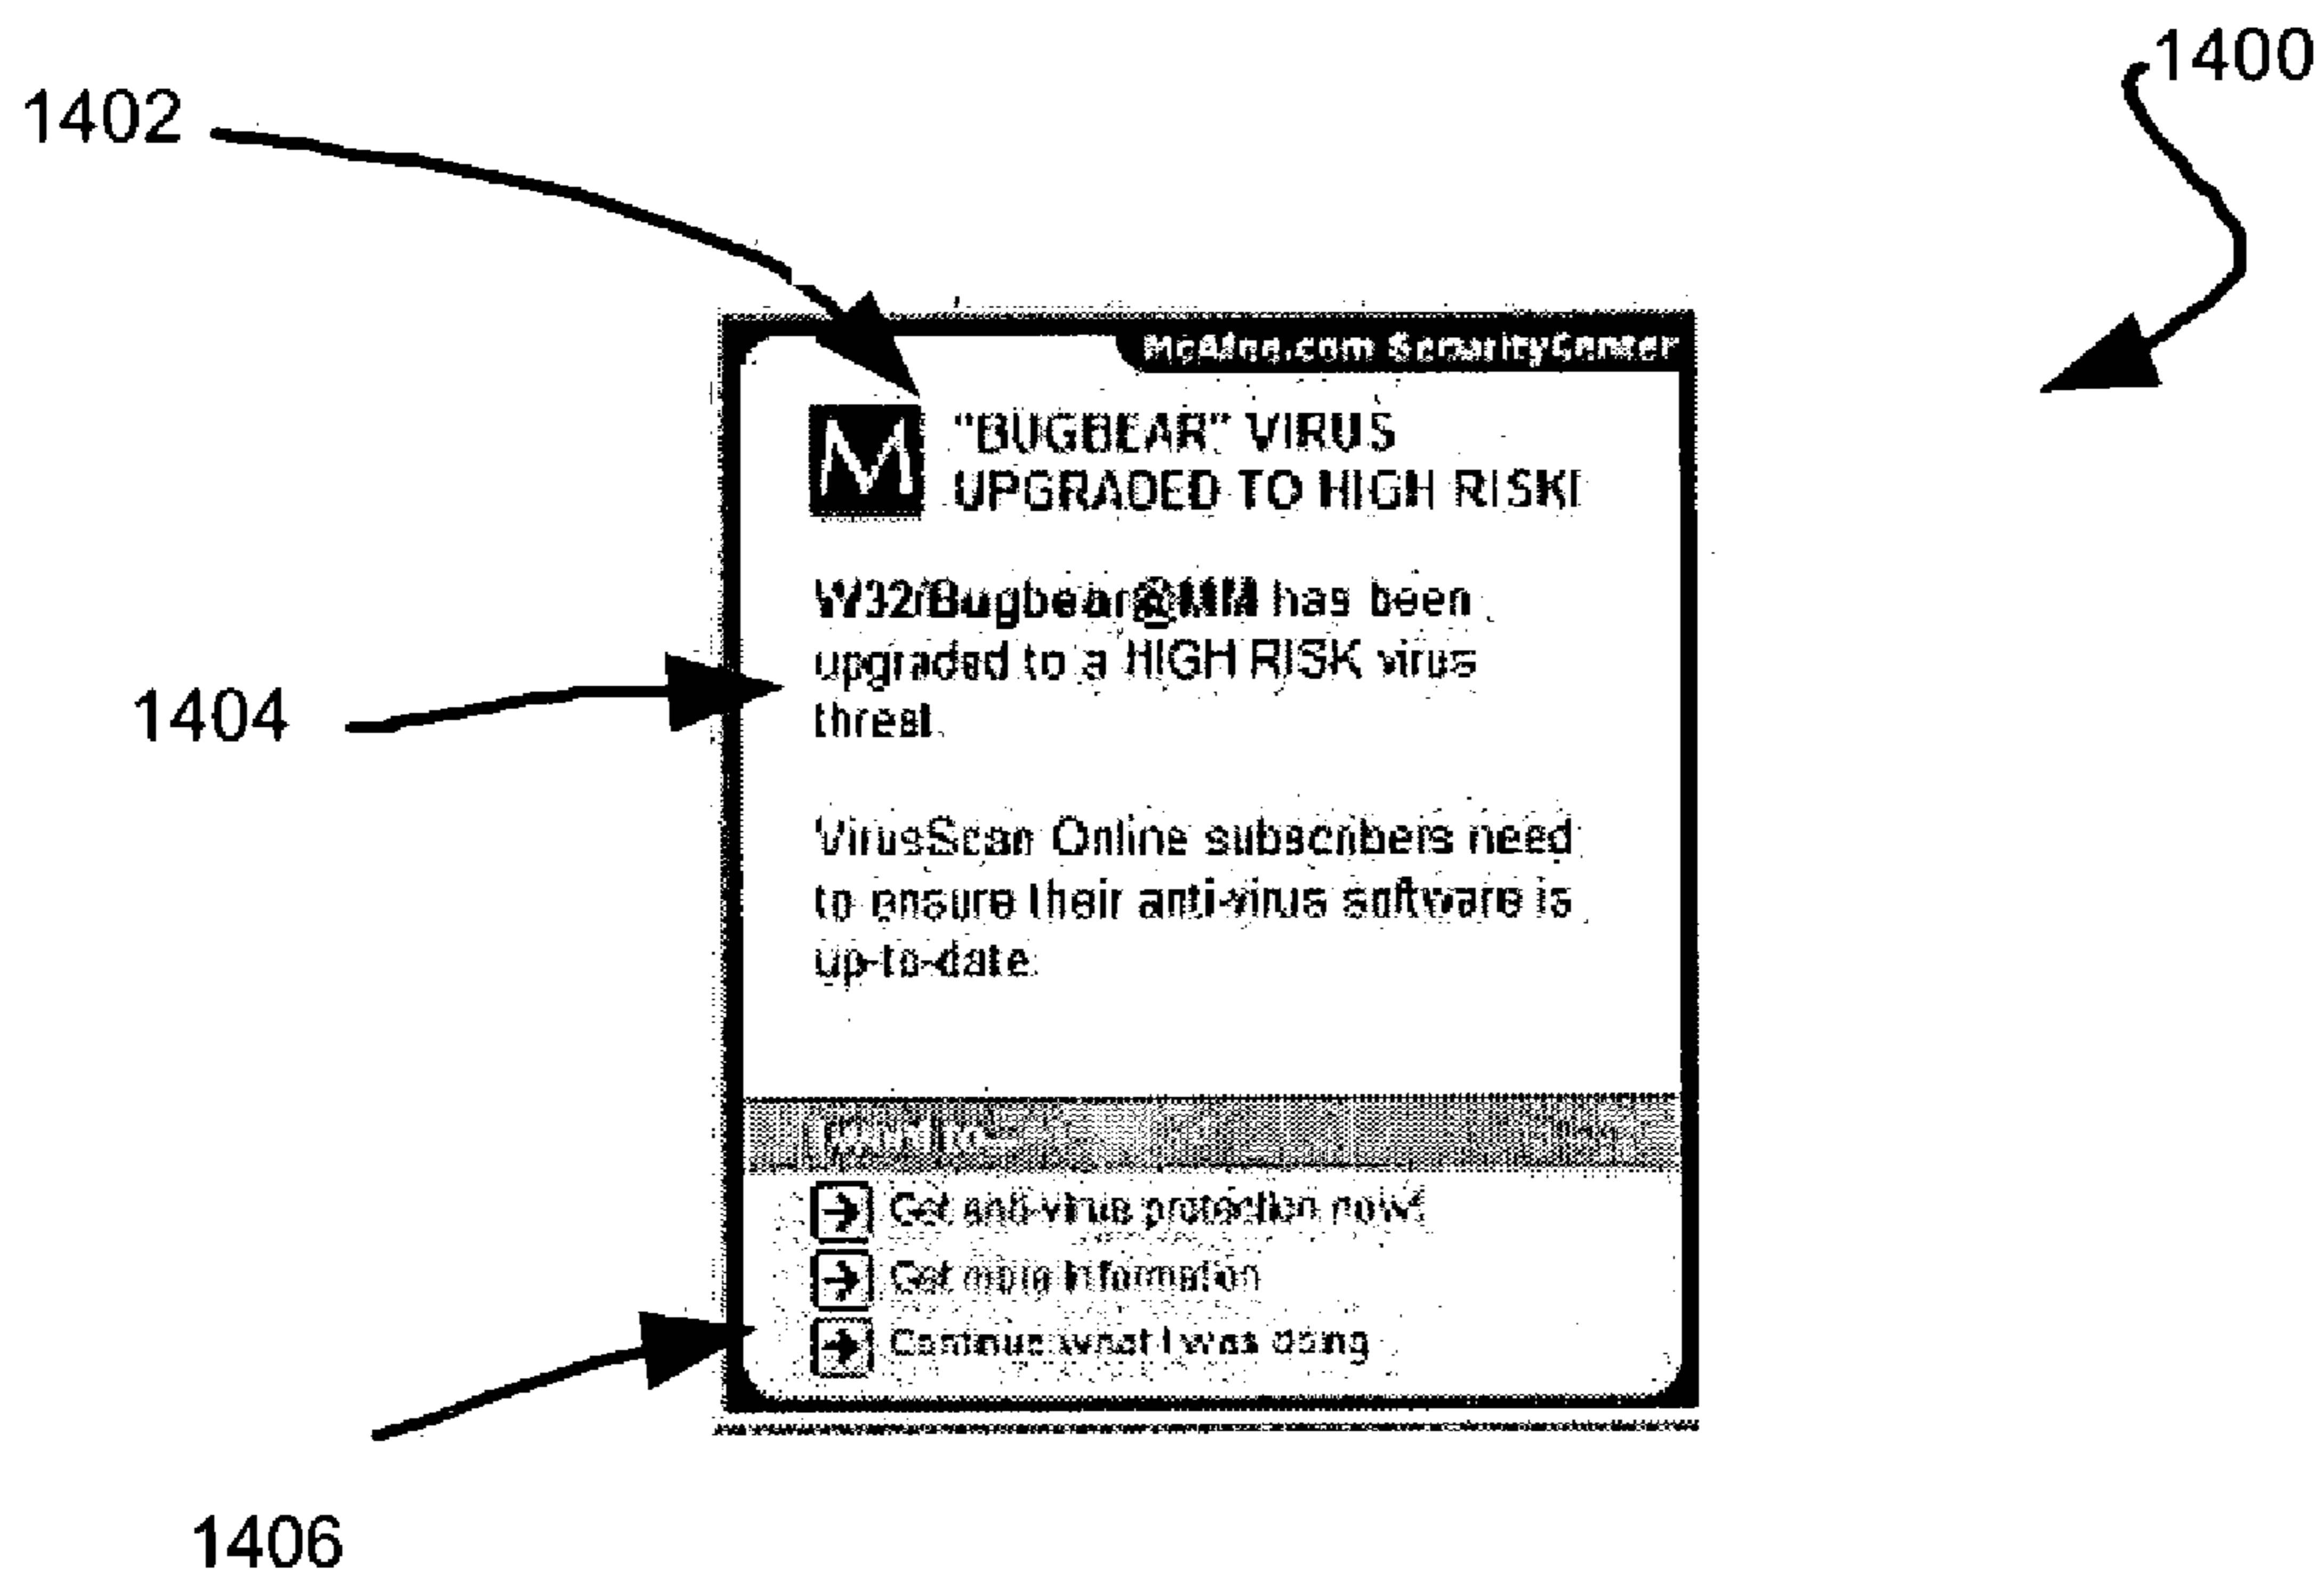 1400
1402
McAfee.com SecurityCenter
M
"BUGBEAR" VIRUS
UPGRADED TO HIGH RISK!
W32/Bugbear@MM has been
upgraded to a HIGH RISK virus
threat.
1404
VirusScan Online subscribers need
to ensure their anti-virus software is
up-to-date.
Get anti-virus protection now!
Get more information
Continue what I was doing
1406